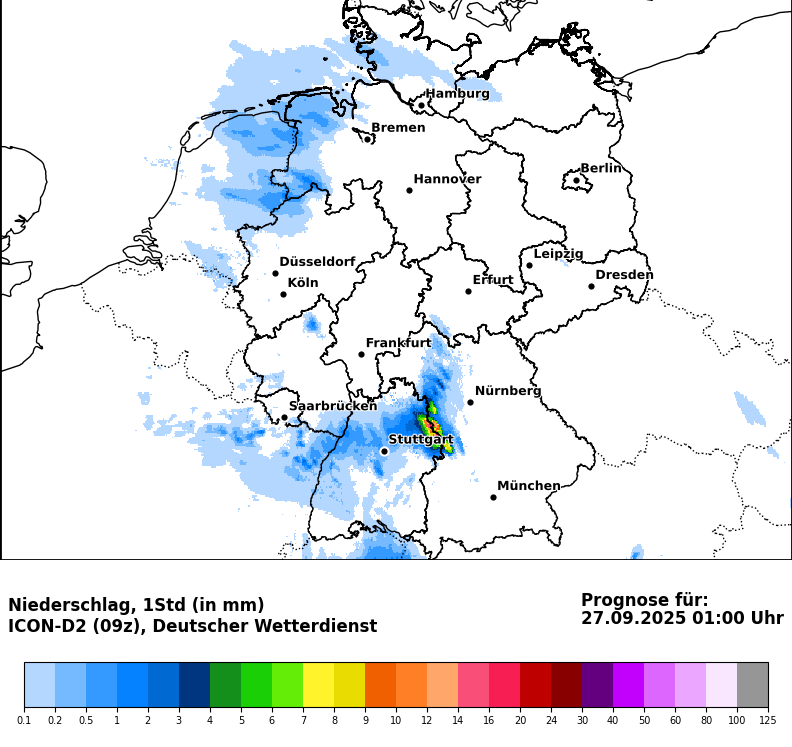 Hamburg
Bremen
Berlin
Hannover
Leipzig
Düsseldorf
Dresden
Köln
Erfurt
Frankfurt
Nürnberg
Saarbrücken
Stuttgart
München
Niederschlag, 1Std (in mm)
ICON-D2 (09z), Deutscher Wetterdienst
Prognose für:
27.09.2025 01:00 Uhr
0.1 0.2 0.5 1 2 3 4 5 6 7 8 9 10 12 14 16 20 24 30 40 50 60 80 100 125